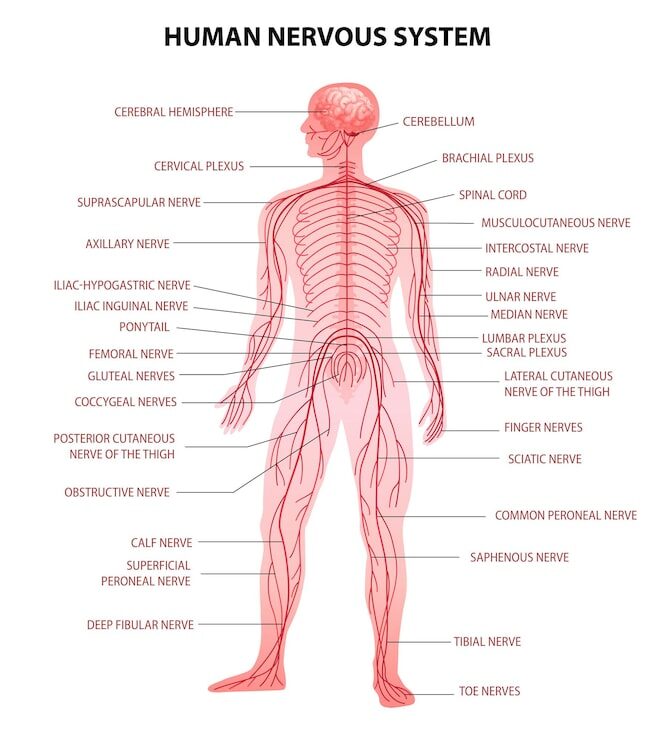 HUMAN NERVOUS SYSTEM
CEREBRAL HEMISPHERE
CERVICAL PLEXUS
SUPRASCAPULAR NERVE
AXILLARY NERVE
ILIAC-HYPOGASTRIC NERVE
ILIAC INGUINAL NERVE
PONYTAIL
FEMORAL NERVE
GLUTEAL NERVES
COCCYGEAL NERVES
POSTERIOR CUTANEOUS
NERVE OF THE THIGH
OBSTRUCTIVE NERVE
CALF NERVE
SUPERFICIAL
PERONEAL NERVE
DEEP FIBULAR NERVE
CEREBELLUM
BRACHIAL PLEXUS
SPINAL CORD
MUSCULOCUTANEOUS NERVE
INTERCOSTAL NERVE
RADIAL NERVE
ULNAR NERVE
MEDIAN NERVE
LUMBAR PLEXUS
SACRAL PLEXUS
LATERAL CUTANEOUS
NERVE OF THE THIGH
FINGER NERVES
SCIATIC NERVE
COMMON PERONEAL NERVE
SAPHENOUS NERVE
TIBIAL NERVE
TOE NERVES